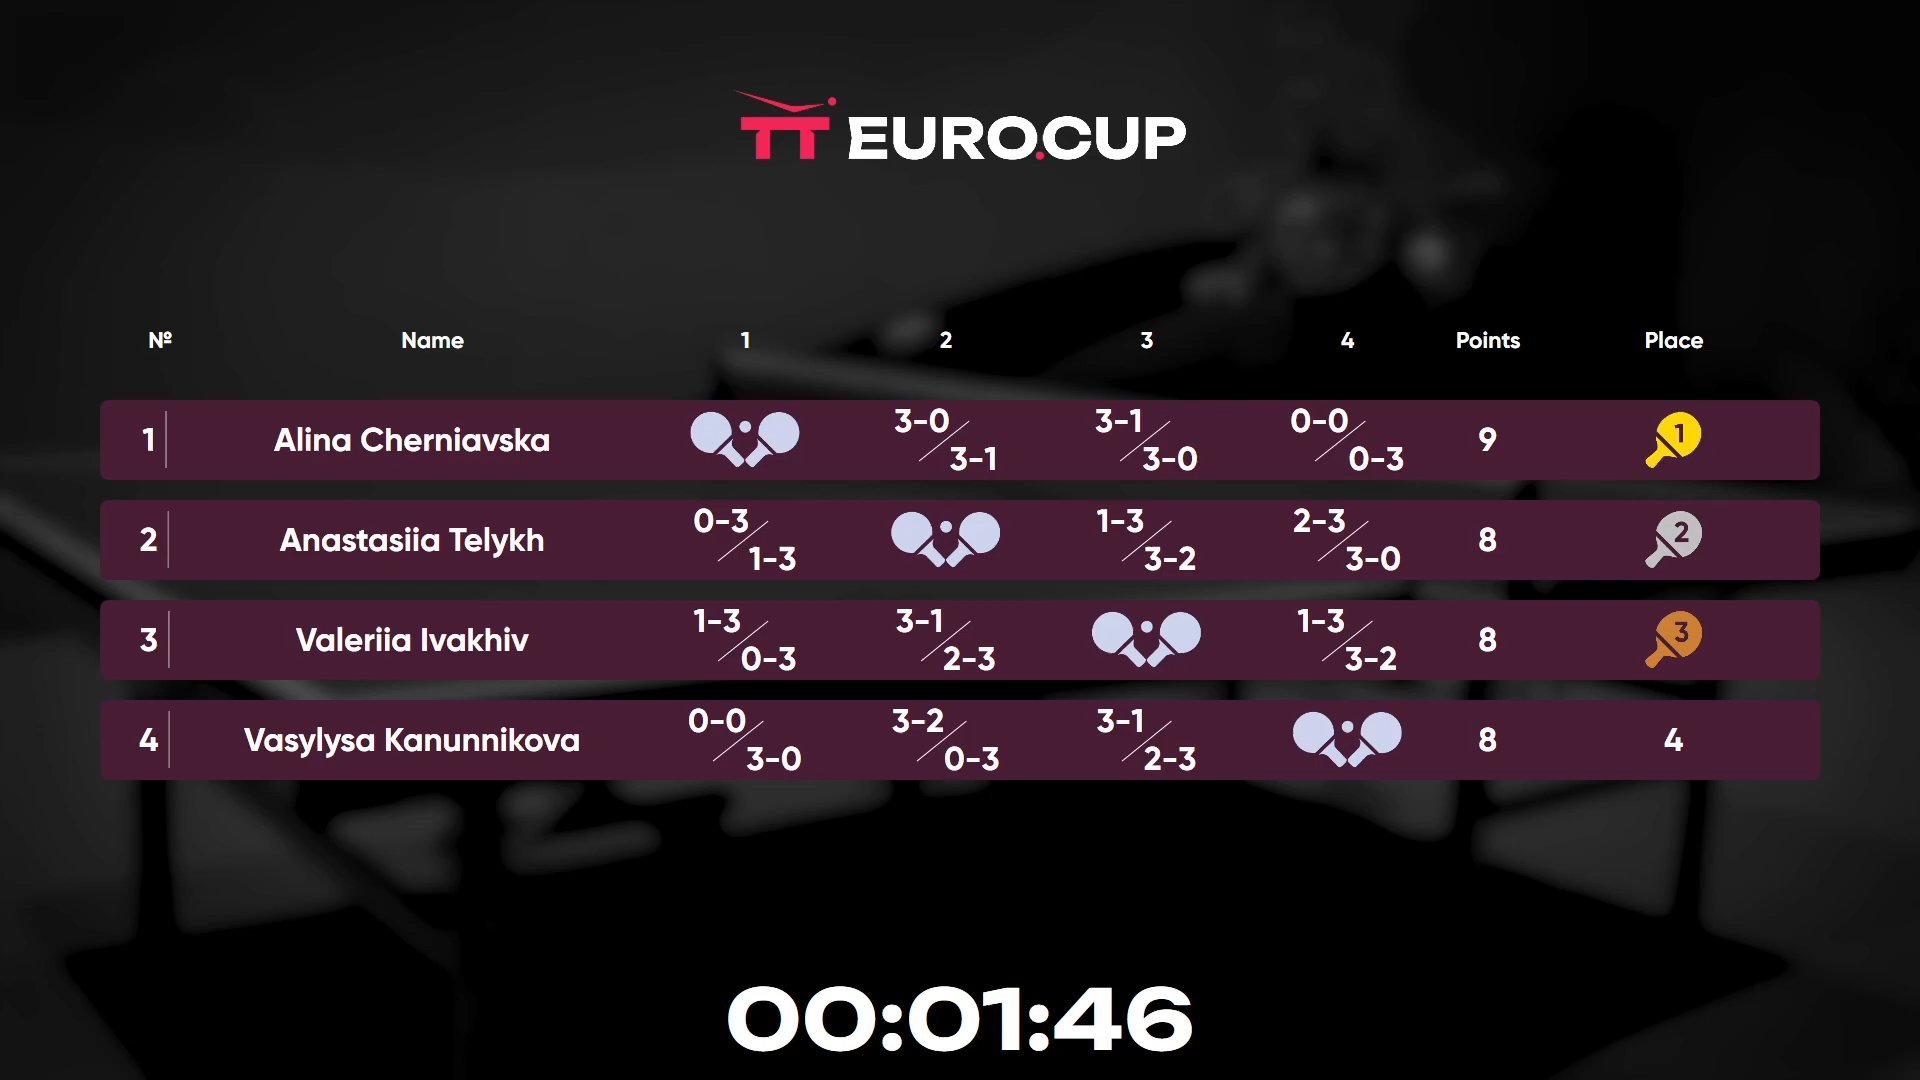 TT EURO.CUP
Nº Name 1 2 3 4 Points Place
1 Alina Cherniavska 3-0 3-1 3-1 3-0 0-0 0-3 9 1
2 Anastasiia Telykh 0-3 1-3 1-3 3-2 2-3 3-0 8 2
3 Valeriia Ivakhiv 1-3 0-3 3-1 2-3 1-3 3-2 8 3
4 Vasylysa Kanunnikova 0-0 3-0 3-2 0-3 3-1 2-3 8 4
00:01:46